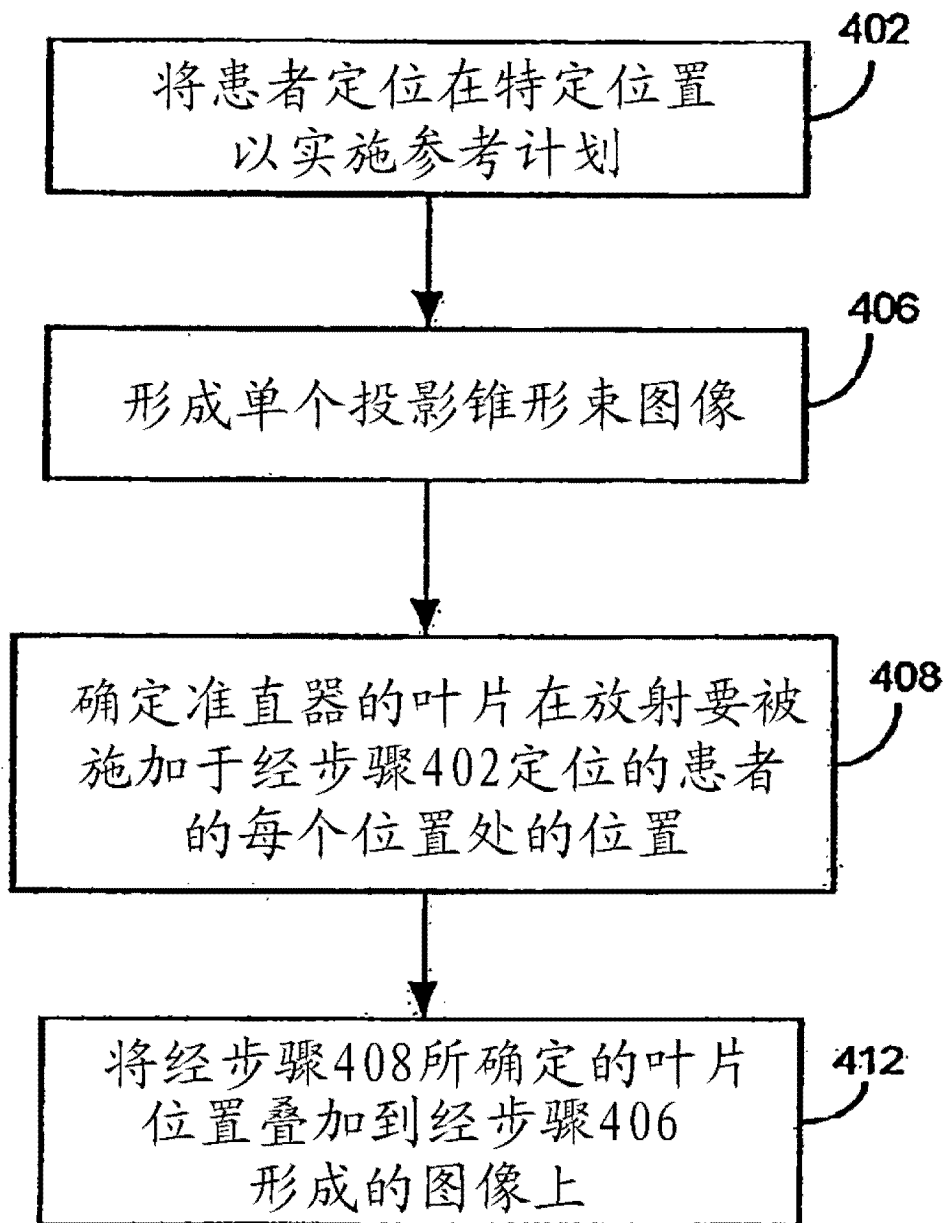 402
将患者定位在特定位置
以实施参考计划
406
形成单个投影锥形束图像
408
确定准直器的叶片在放射要被
施加于经步骤402定位的患者
的每个位置处的位置
412
将经步骤408所确定的叶片
位置叠加到经步骤406
形成的图像上